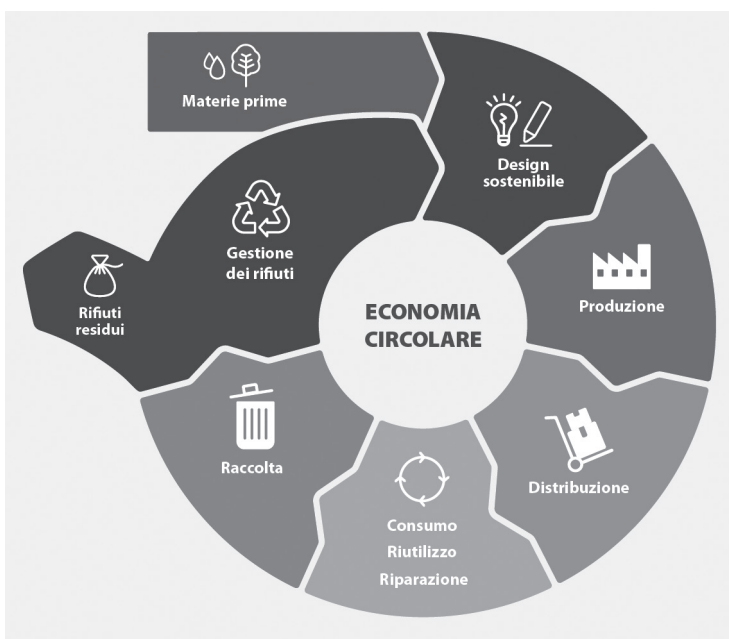 Materie prime
Design
sostenibile
Produzione
Distribuzione
Consumo
Riutilizzo
Riparazione
Raccolta
Gestione
dei rifiuti
Rifiuti
residui
ECONOMIA
CIRCOLARE